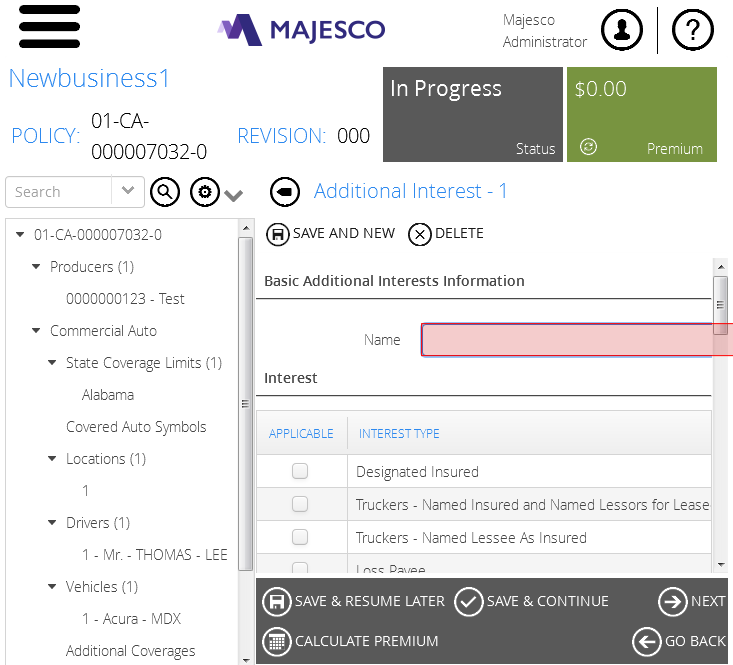 MAJESCO
Majesco
Administrator
?
Newbusiness1
POLICY:
01-CA-
000007032-0
REVISION:
000
In Progress
Status
$0.00
Premium
Search
Additional Interest - 1
SAVE AND NEW
DELETE
01-CA-000007032-0
Producers (1)
0000000123 - Test
Commercial Auto
State Coverage Limits (1)
Alabama
Covered Auto Symbols
Locations (1)
1
Drivers (1)
1 - Mr. - THOMAS - LEE
Vehicles (1)
1 - Acura - MDX
Additional Coverages
Basic Additional Interests Information
Name
Interest
APPLICABLE
INTEREST TYPE
Designated Insured
Truckers - Named Insured and Named Lessors for Lease
Truckers - Named Lessee As Insured
Loss Payee
SAVE & RESUME LATER
SAVE & CONTINUE
NEXT
CALCULATE PREMIUM
GO BACK